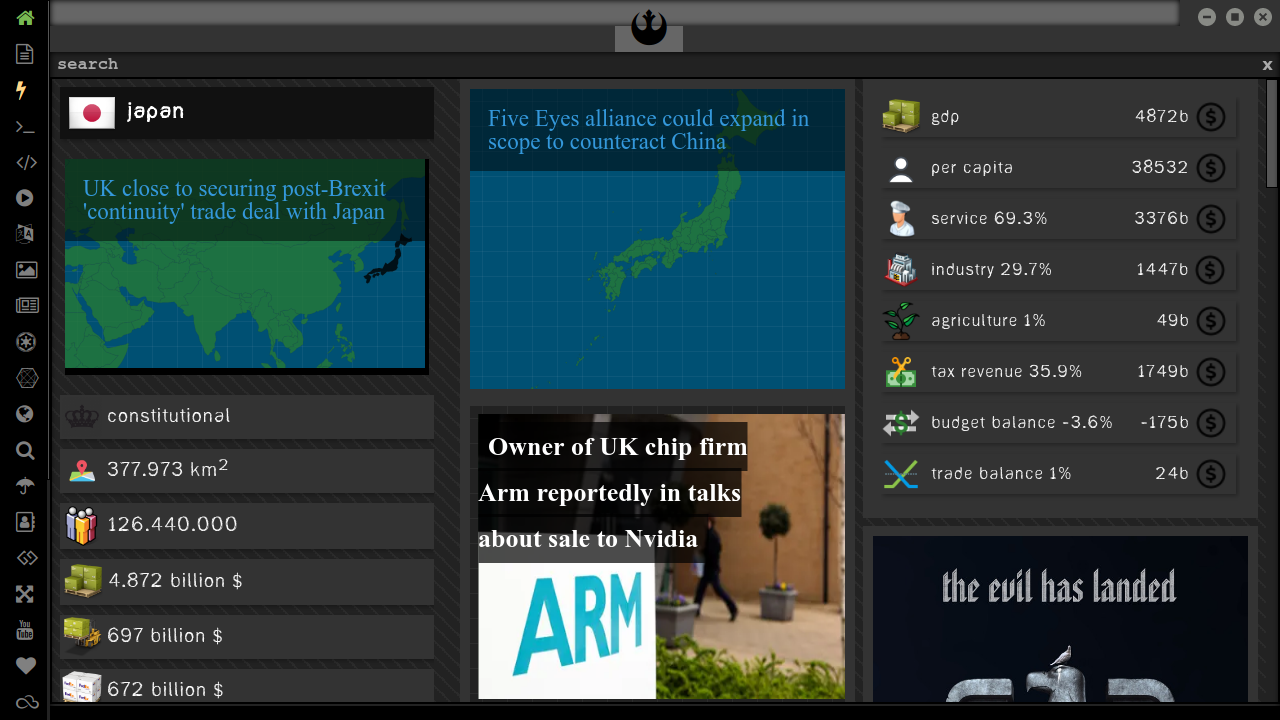 search
x
japan
UK close to securing post-Brexit
'continuity' trade deal with Japan
constitutional
377.973 km²
126.440.000
4.872 billion $
697 billion $
672 billion $
Five Eyes alliance could expand in
scope to counteract China
Owner of UK chip firm
Arm reportedly in talks
about sale to Nvidia
ARM
gdp 4872b $
per capita 38532 $
service 69.3% 3376b $
industry 29.7% 1447b $
agriculture 1% 49b $
tax revenue 35.9% 1749b $
budget balance -3.6% -175b $
trade balance 1% 24b $
the evil has landed
You
Tube